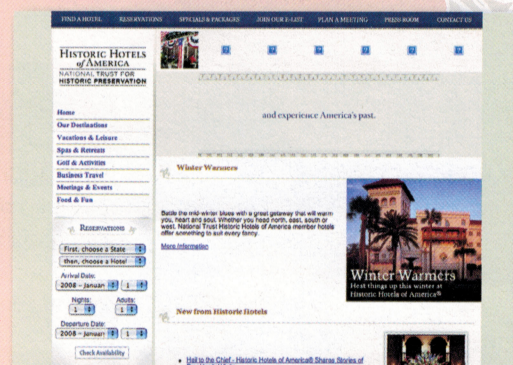 FIND A HOTEL RESERVATIONS SPECIALS & PACKAGES JOIN OUR E-LIST PLAN A MEETING PRESS ROOM CONTACT US
HISTORIC HOTELS
of AMERICA
NATIONAL TRUST FOR
HISTORIC PRESERVATION
and experience America's past.
Home
Our Destinations
Vacations & Leisure
Spas & Retreats
Golf & Activities
Business Travel
Meetings & Events
Food & Fun
RESERVATIONS
First, choose a State
then, choose a Hotel
Arrival Date:
2008 - Januar 1
Nights: Adults:
1 1
Departure Date:
2008 - Januar 1
Check Availability
Winter Warmers
Battle the mid-winter blues with a great getaway that will warm
you, heart and soul. Whether you head north, east, south or
west, National Trust Historic Hotels of America member hotels
offer something to suit every
More Information
Winter Warmers
Heat things up this winter at
Historic Hotels of America®
New from Historic Hotels
Hail to the Chief - Historic Hotels of America® Shares Stories of